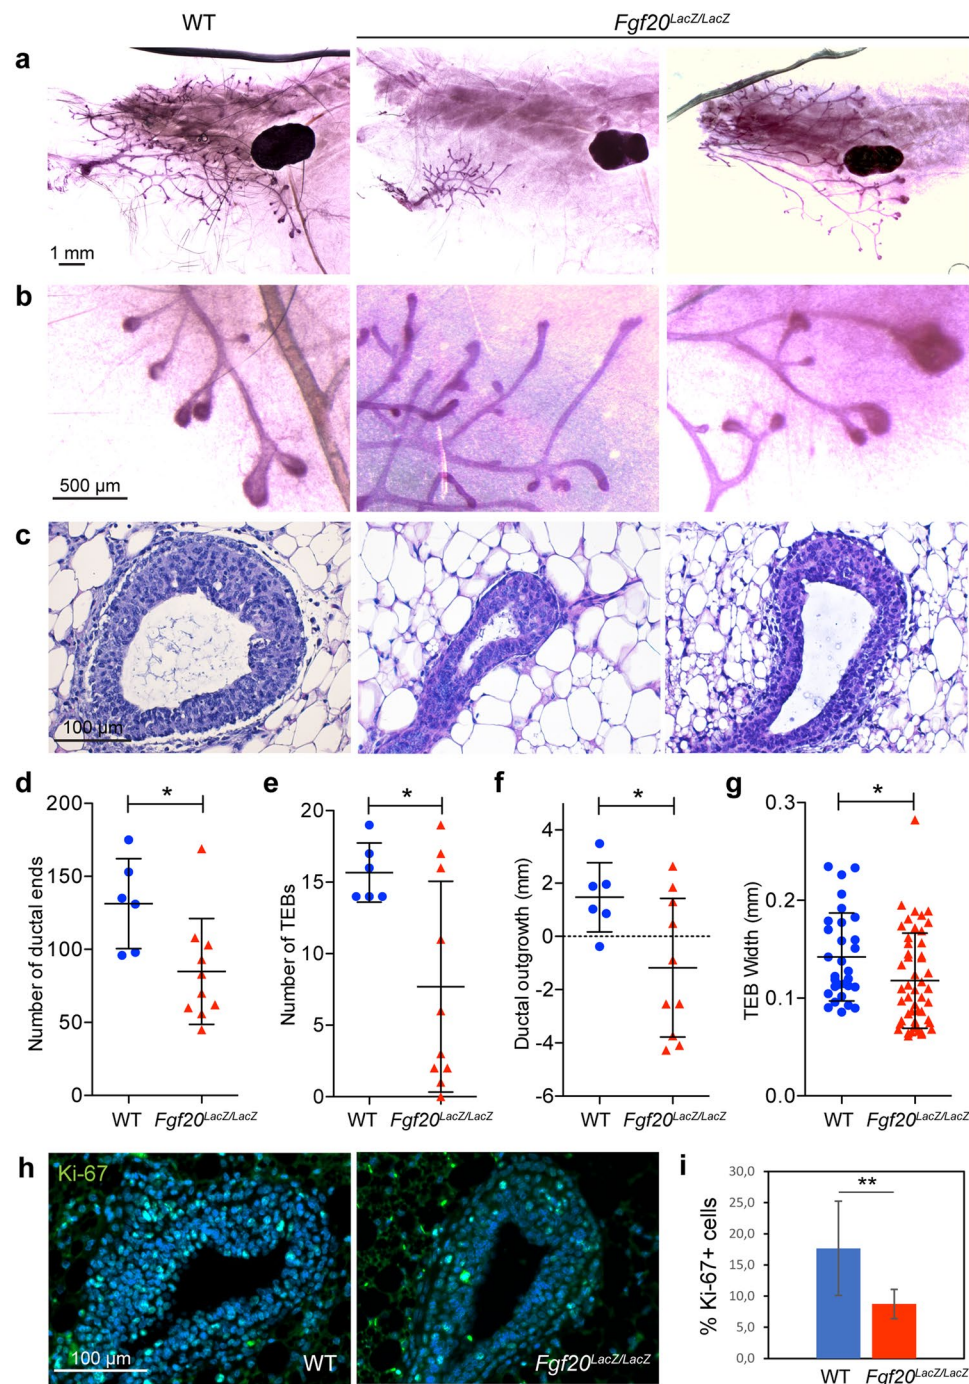 WT
Fgf20LacZ/LacZ
a
1 mm
b
500 µm
c
100 µm
d
*
Number of ductal ends
200
150
100
50
0
WT
Fgf20LacZ/LacZ
e
*
Number of TEBs
20
15
10
5
0
WT
Fgf20LacZ/LacZ
f
*
Ductal outgrowth (mm)
4
2
0
-2
-4
-6
WT
Fgf20LacZ/LacZ
g
*
TEB Width (mm)
0.3
0.2
0.1
0.0
WT
Fgf20LacZ/LacZ
h
Ki-67
100 µm
WT
Fgf20LacZ/LacZ
i
**
% Ki-67+ cells
30,0
25,0
20,0
15,0
10,0
5,0
0,0
WT
Fgf20LacZ/LacZ